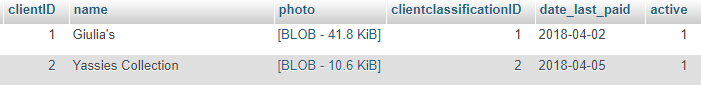 clientID name photo clientclassificationID date_last_paid active
1 Giulia's [BLOB - 41.8 KiB] 1 2018-04-02 1
2 Yassies Collection [BLOB - 10.6 KiB] 2 2018-04-05 1